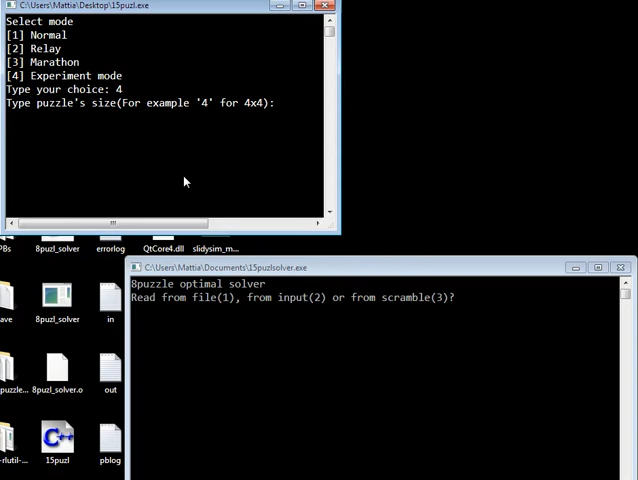 C:\Users\Mattia\Desktop\15puzl.exe
Select mode
[1] Normal
[2] Relay
[3] Marathon
[4] Experiment mode
Type your choice: 4
Type puzzle's size(For example '4' for 4x4):
PBs
8puzl_solver
errorlog
QtCore4.dll
slidysim_m...
C:\Users\Mattia\Documents\15puzlsolver.exe
8puzzle optimal solver
Read from file(1), from input(2) or from scramble(3)?
ave
8puzl_solver
in
puzzle...
8puzl_solver.o
out
-rlutil-...
15puzl
pblog